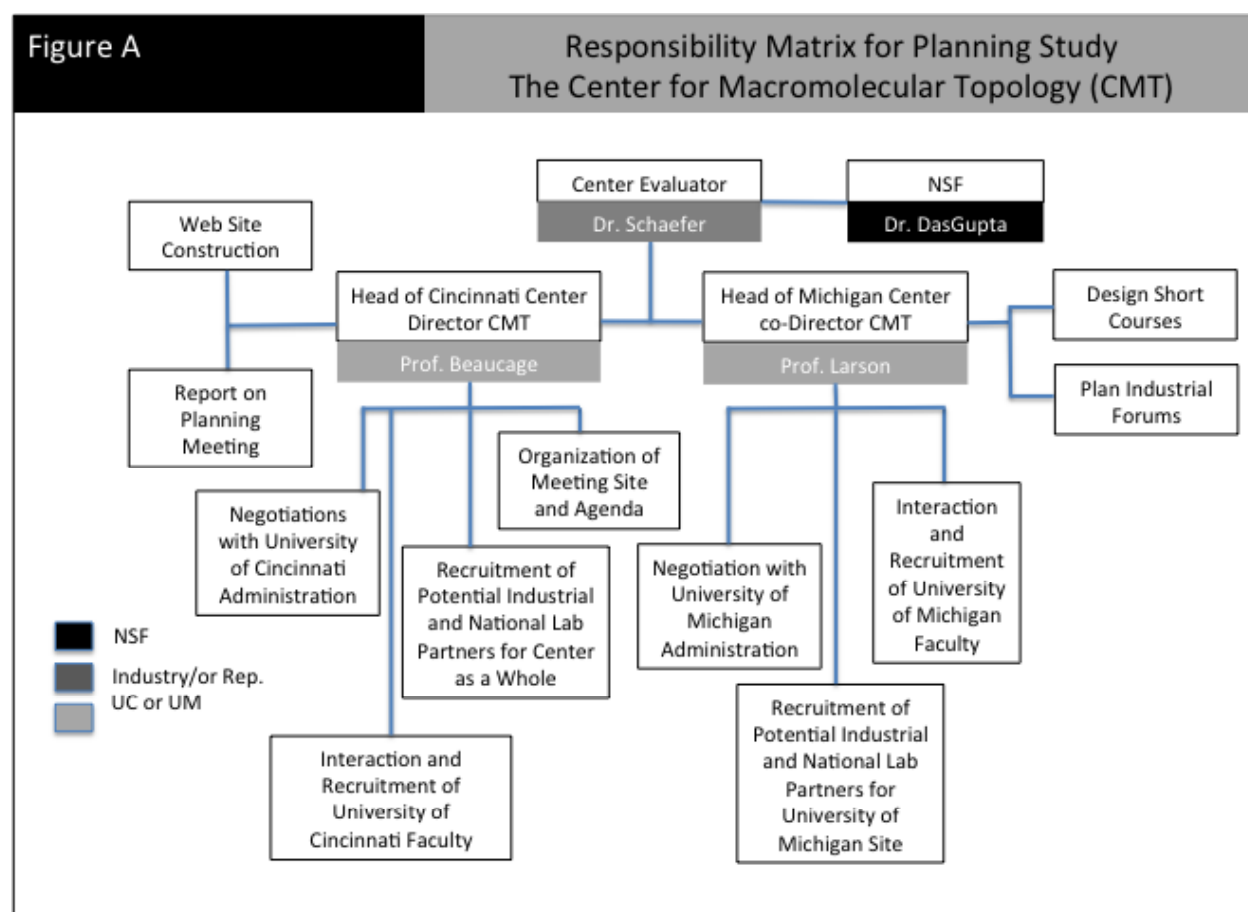 Figure A
Responsibility Matrix for Planning Study
The Center for Macromolecular Topology (CMT)
Center Evaluator
Dr. Schaefer
NSF
Dr. DasGupta
Web Site
Construction
Head of Cincinnati Center
Director CMT
Prof. Beaucage
Head of Michigan Center
co-Director CMT
Prof. Larson
Design Short
Courses
Plan Industrial
Forums
Report on
Planning
Meeting
Organization of
Meeting Site
and Agenda
Negotiations
with University
of Cincinnati
Administration
Recruitment of
Potential Industrial
and National Lab
Partners for Center
as a Whole
Negotiation with
University of
Michigan
Administration
Interaction
and
Recruitment
of University
of Michigan
Faculty
NSF
Industry/or Rep.
UC or UM
Interaction and
Recruitment of
University of
Cincinnati Faculty
Recruitment of
Potential Industrial
and National Lab
Partners for
University of
Michigan Site